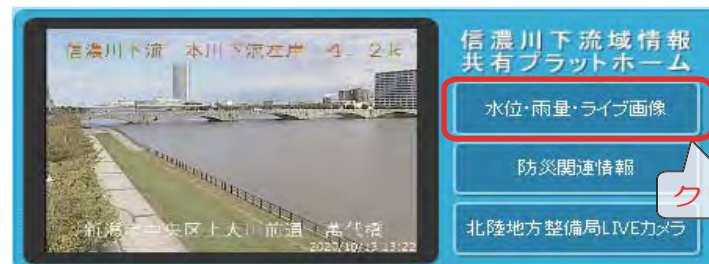 信濃川下流 本川下流左岸 4.2k
新潟市中央区上大川前通 萬代橋
2020/10/13 13:22
信濃川下流域情報
共有プラットホーム
水位・雨量・ライブ画像
ク
防災関連情報
北陸地方整備局LIVEカメラ